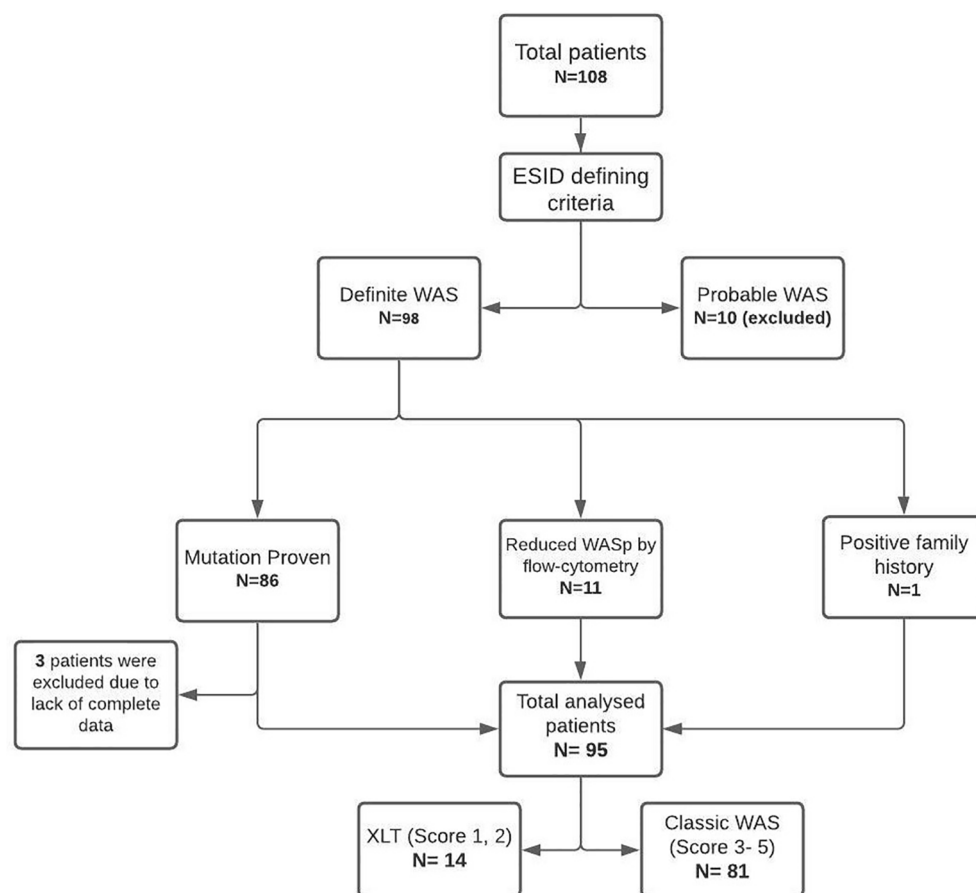 Total patients
N=108
ESID defining
criteria
Definite WAS
N=98
Probable WAS
N=10 (excluded)
Mutation Proven
N=86
Reduced WASp by
flow-cytometry
N=11
Positive family
history
N=1
3 patients were
excluded due to
lack of complete
data
Total analysed
patients
N= 95
XLT (Score 1, 2)
N= 14
Classic WAS
(Score 3- 5)
N= 81